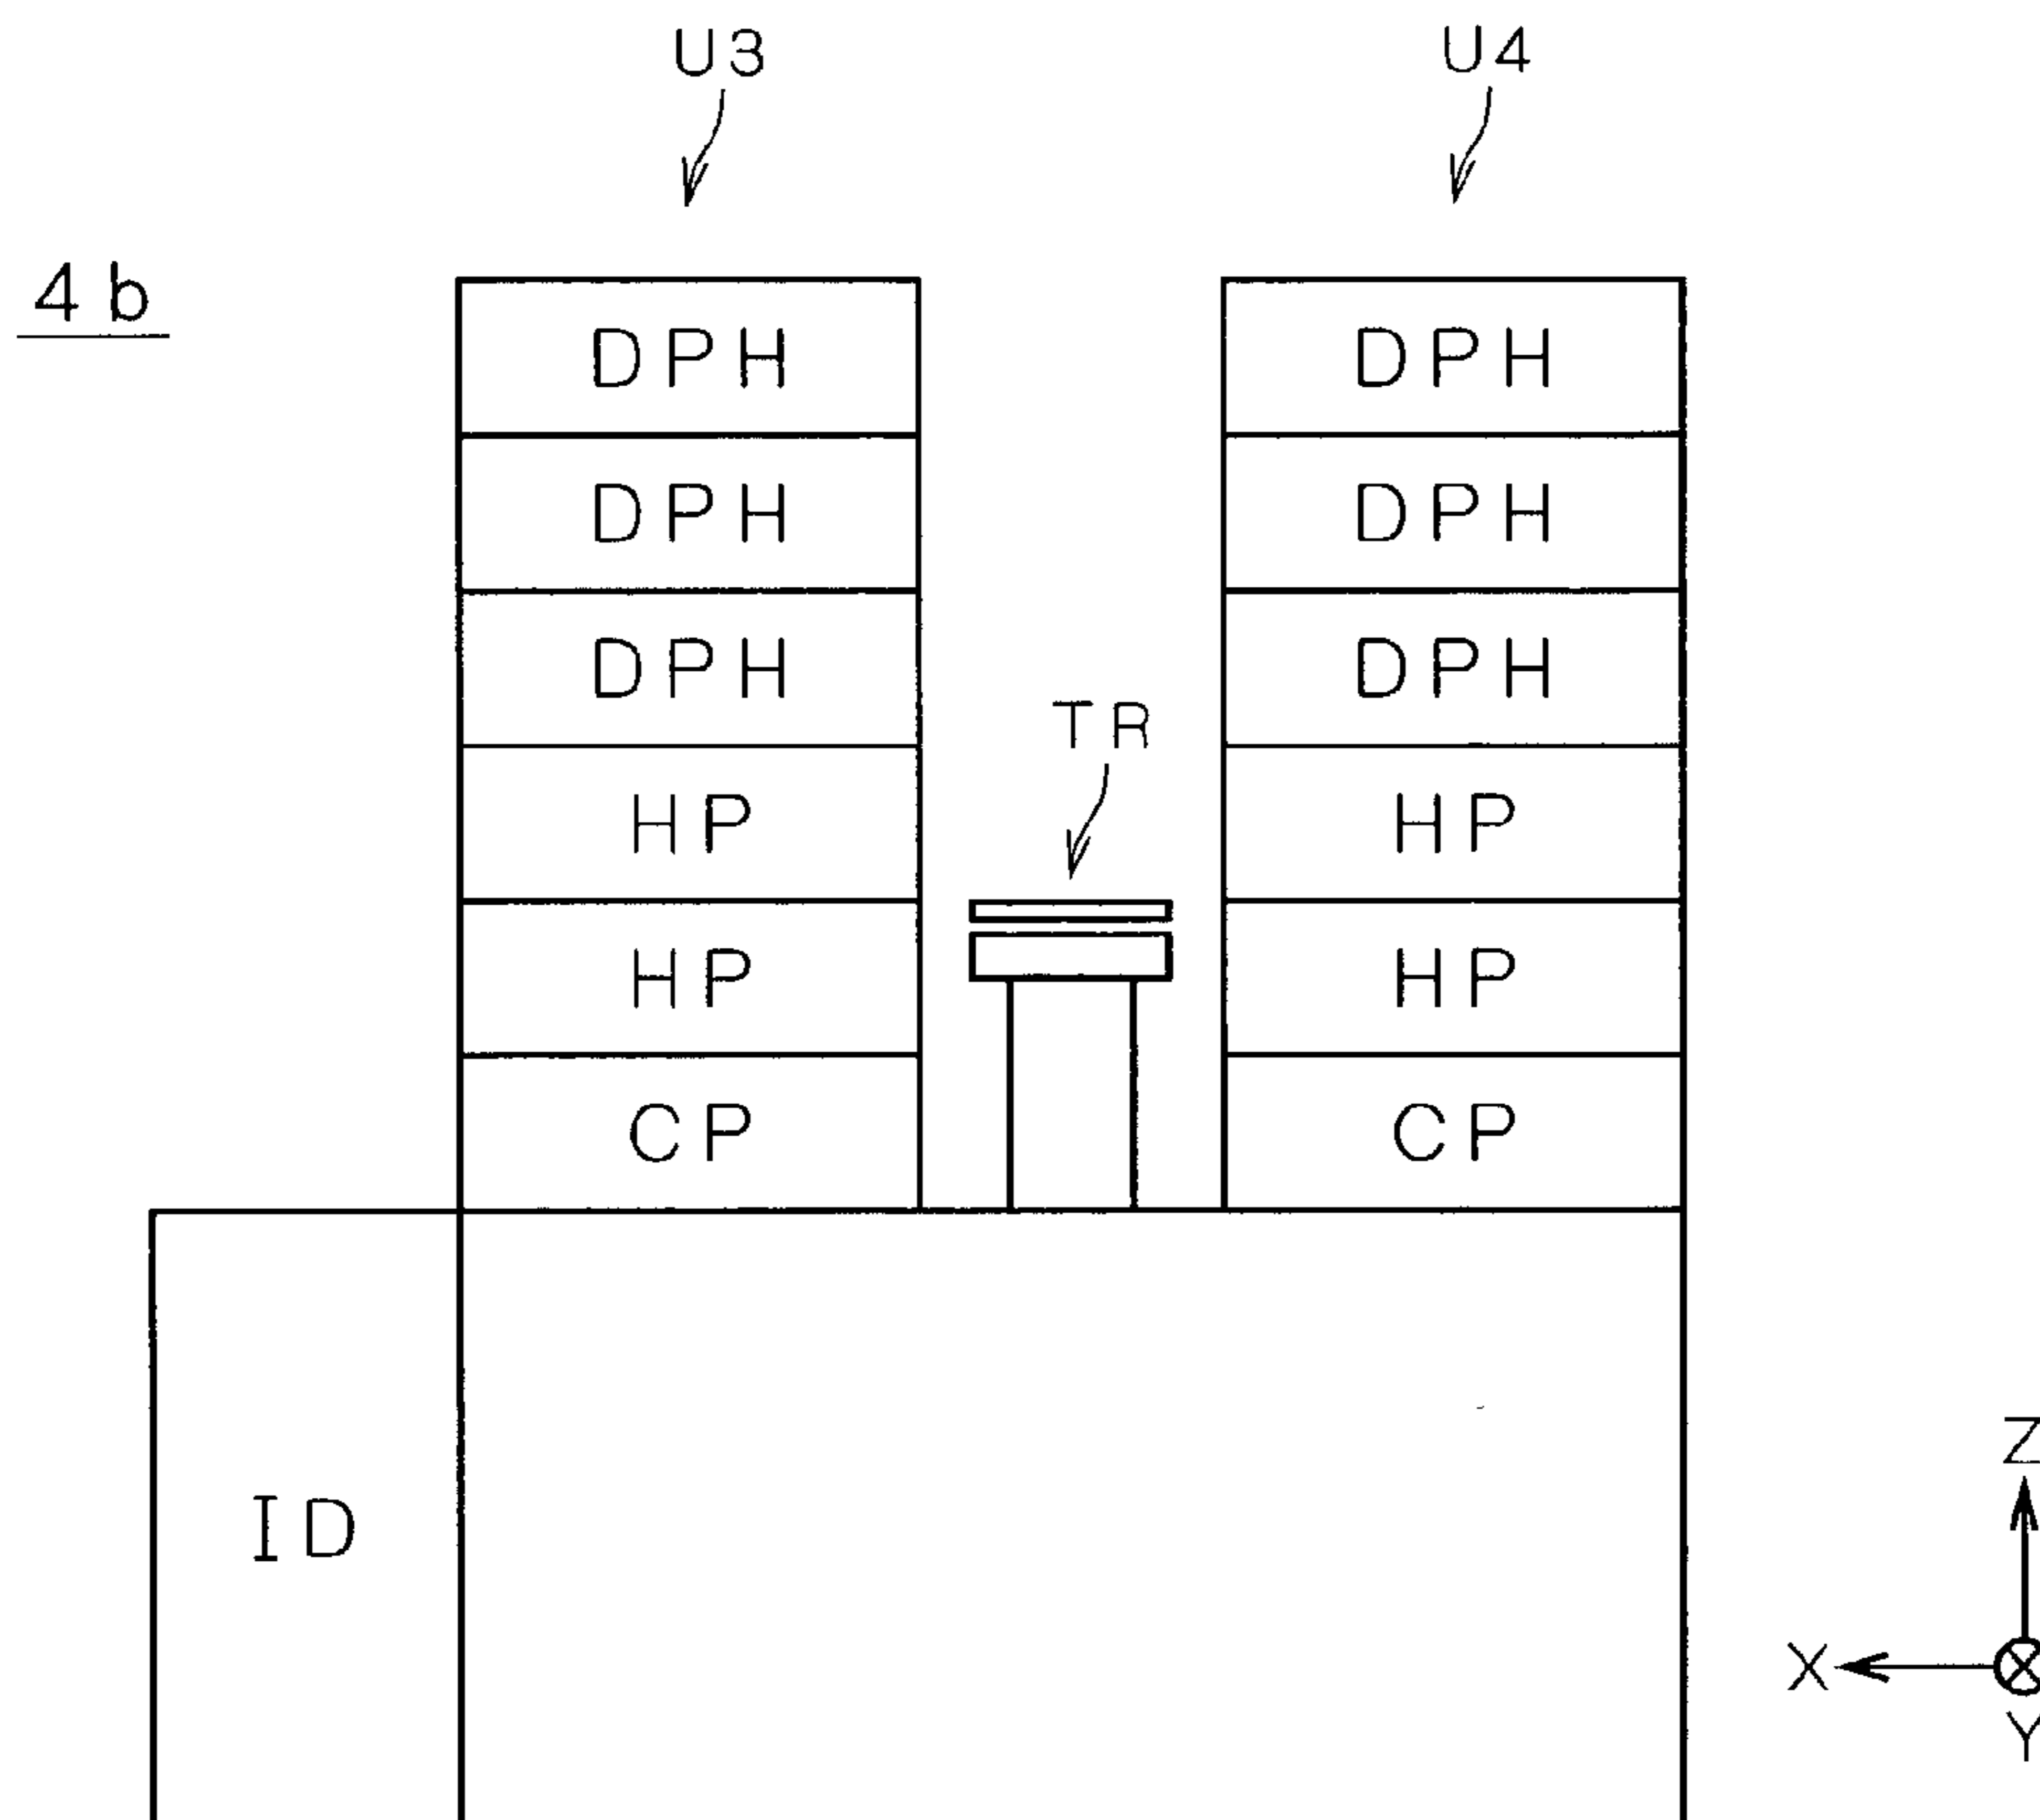 U3 U4
4b
DPH DPH
DPH DPH
DPH DPH
TR
HP HP
HP HP
CP CP
ID
Z
X
Y